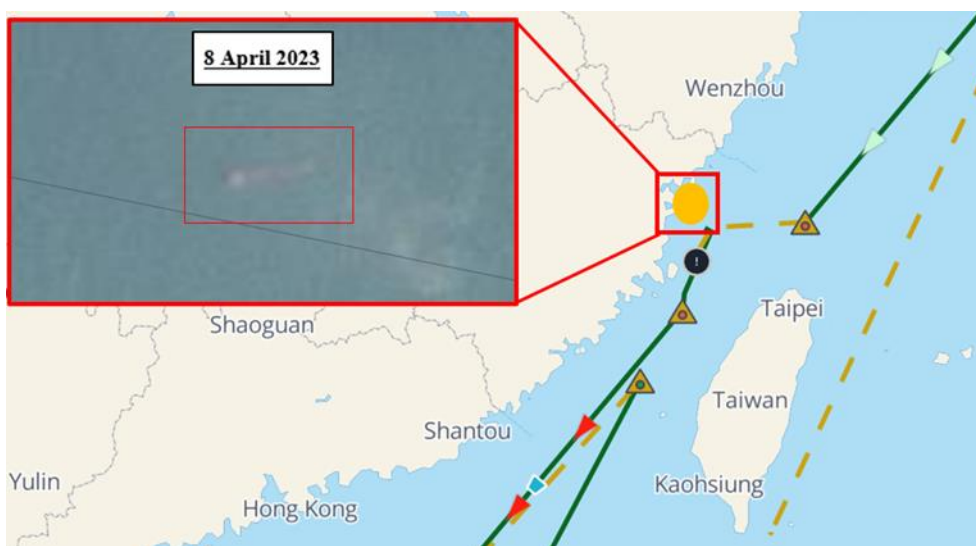 8 April 2023
Wenzhou
Taipei
Shaoguan
Taiwan
Shantou
Yulin
Kaohsiung
Hong Kong
!